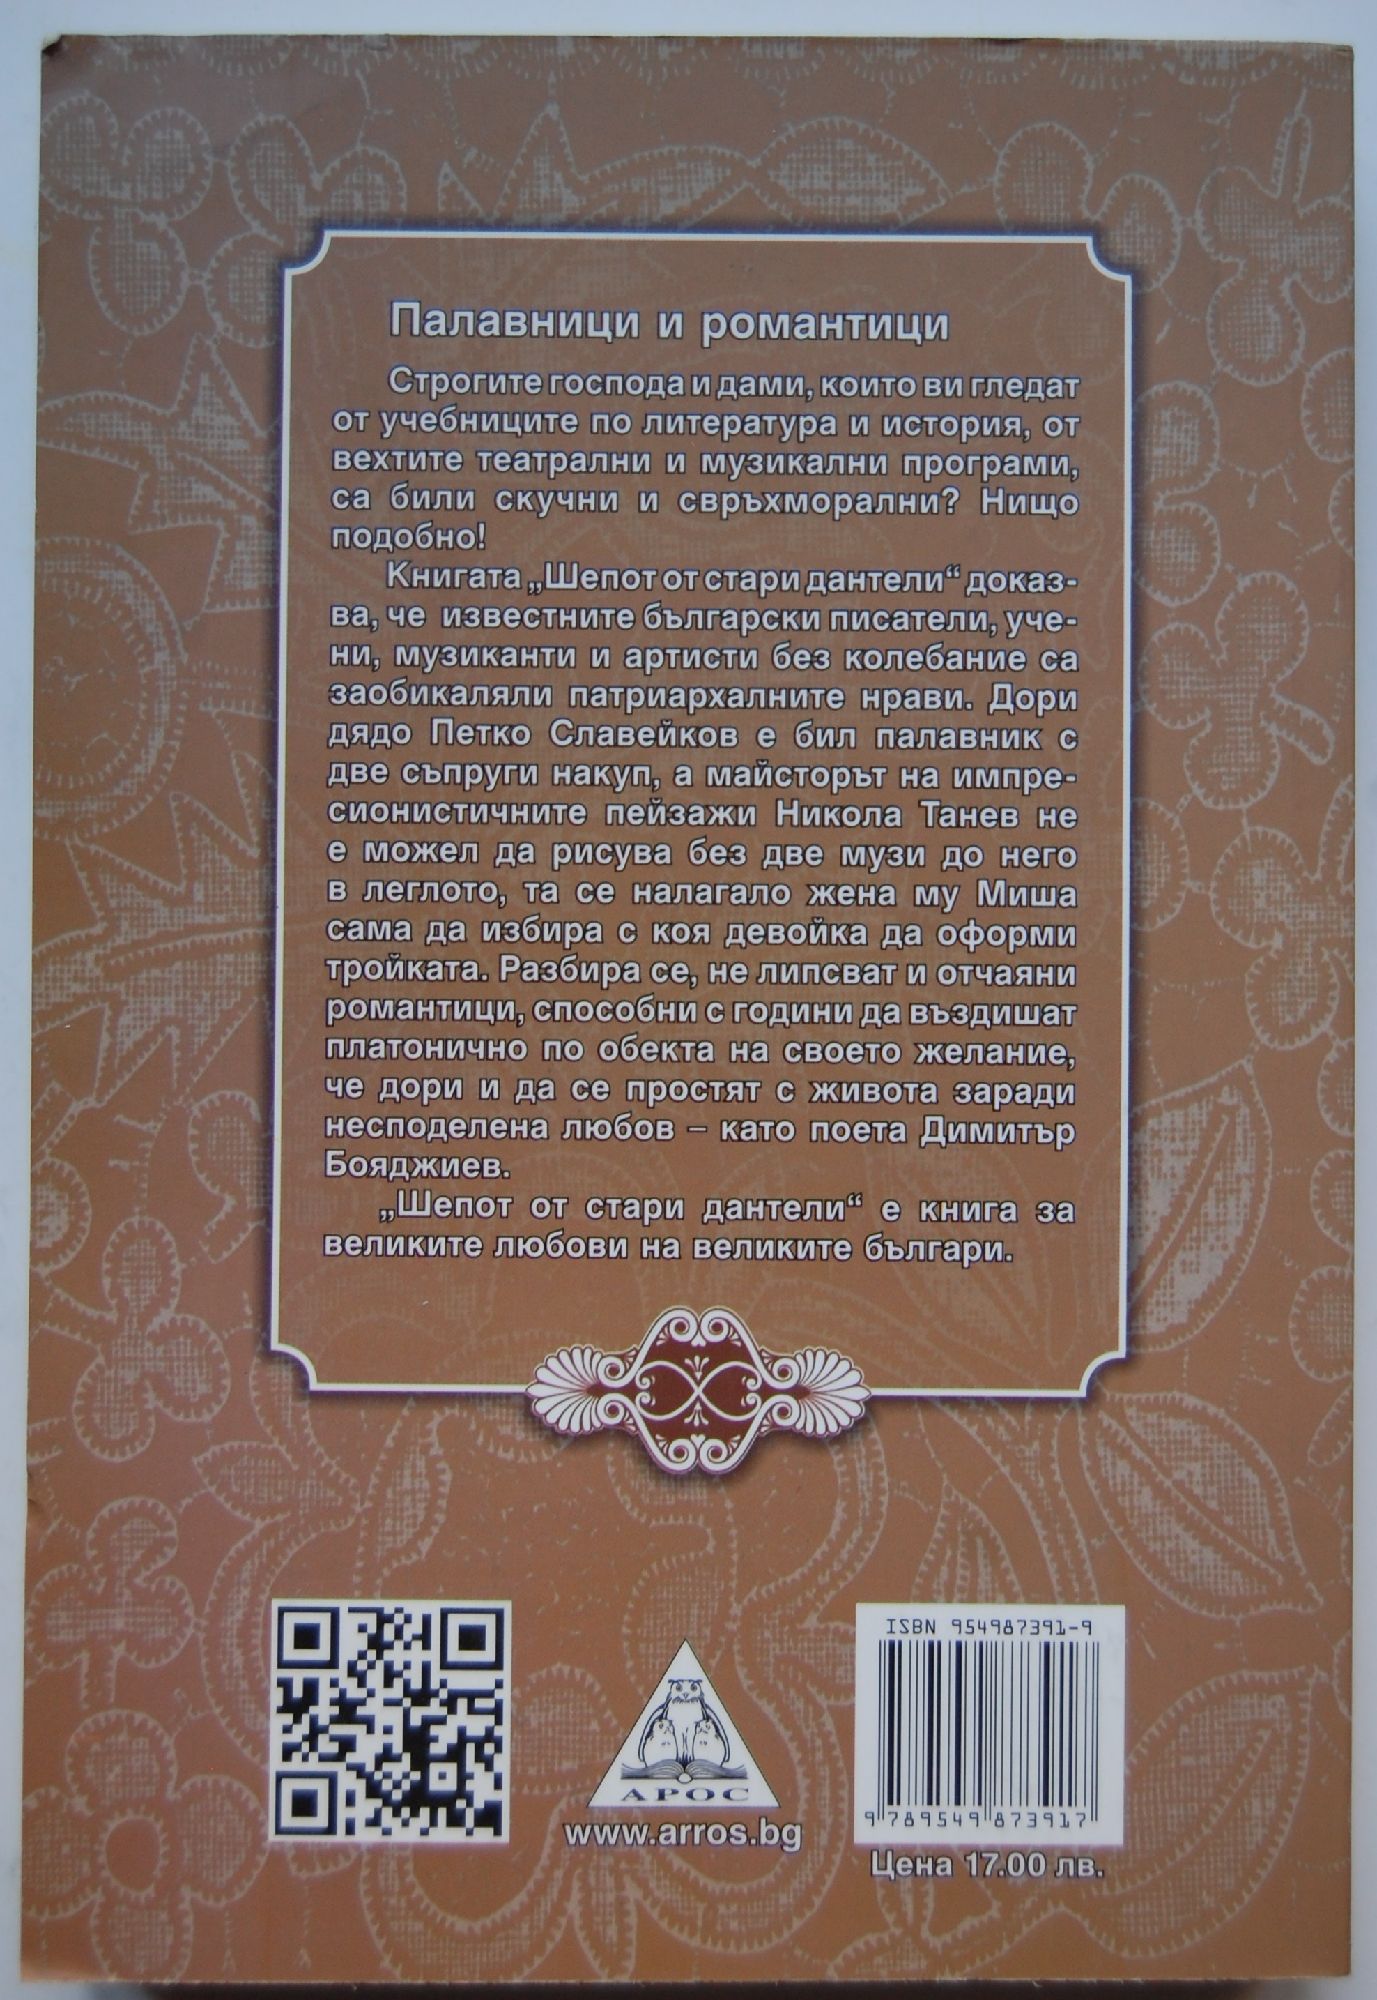 Палавници и романтици
Строгите господа и дами, които ви гледат
от учебниците по литература и история, от
вехтите театрални и музикални програми,
са били скучни и свръхморални? Нищо
подобно!
Книгата „Шепот от стари дантели“ доказ-
ва, че известните български писатели, уче-
ни, музиканти и артисти без колебание са
заобикаляли патриархалните нрави. Дори
дядо Петко Славейков е бил палавник с
две съпруги накуп, а майсторът на импре-
сионистичните пейзажи Никола Танев не
е можел да рисува без две музи до него
в леглото, та се налагало жена му Миша
сама да избира с коя девойка да оформи
тройката. Разбира се, не липсват и отчаяни
романтици, способни с години да въздишат
платонично по обекта на своето желание,
че дори и да се простят с живота заради
несподелена любов – като поета Димитър
Бояджиев.
„Шепот от стари дантели“ е книга за
великите любови на великите българи.
ISBN 954987391-9
АРОС
www.arros.bg
9 789549 873917
Цена 17.00 лв.